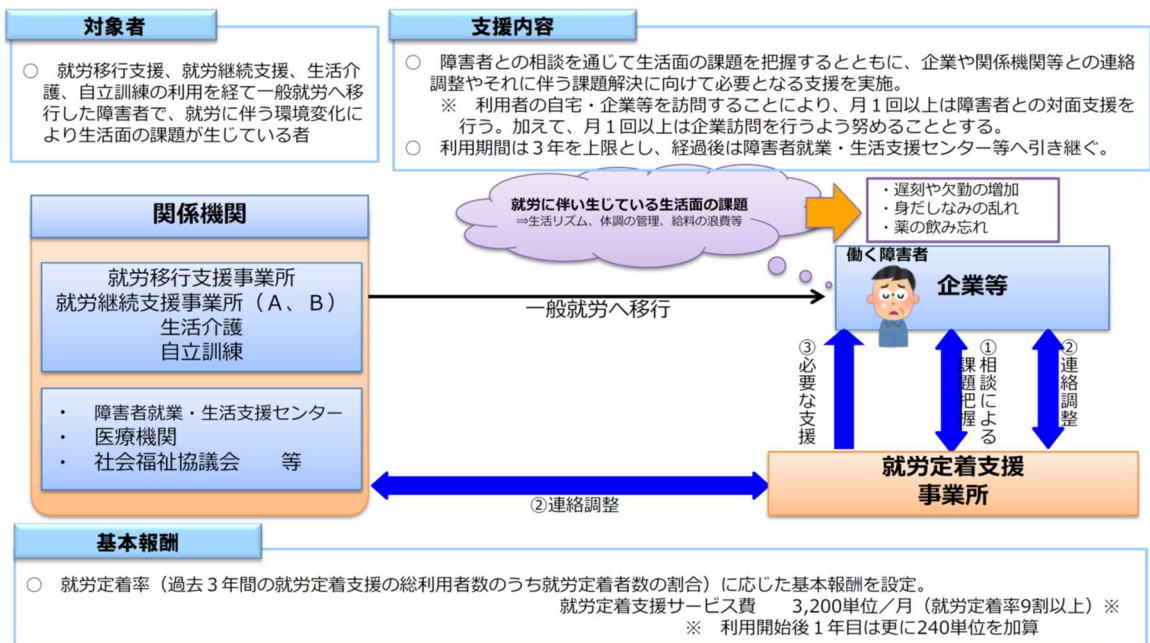 対象者
○ 就労移行支援、就労継続支援、生活介
護、自立訓練の利用を経て一般就労へ移
行した障害者で、就労に伴う環境変化に
より生活面の課題が生じている者
支援内容
○ 障害者との相談を通じて生活面の課題を把握するとともに、企業や関係機関等との連絡
調整やそれに伴う課題解決に向けて必要となる支援を実施。
※ 利用者の自宅・企業等を訪問することにより、月１回以上は障害者との対面支援を
行う。加えて、月１回以上は企業訪問を行うよう努めることとする。
○ 利用期間は３年を上限とし、経過後は障害者就業・生活支援センター等へ引き継ぐ。
就労に伴い生じている生活面の課題
⇒生活リズム、体調の管理、給料の浪費等
・遅刻や欠勤の増加
・身だしなみの乱れ
・薬の飲み忘れ
関係機関
就労移行支援事業所
就労継続支援事業所（Ａ、Ｂ）
生活介護
自立訓練
・ 障害者就業・生活支援センター
・ 医療機関
・ 社会福祉協議会 等
一般就労へ移行
働く障害者
企業等
③必要な支援
①相談による
課題把握
②連絡調整
②連絡調整
就労定着支援
事業所
基本報酬
○ 就労定着率（過去３年間の就労定着支援の総利用者数のうち就労定着者数の割合）に応じた基本報酬を設定。
就労定着支援サービス費 3,200単位／月（就労定着率9割以上）※
※ 利用開始後１年目は更に240単位を加算